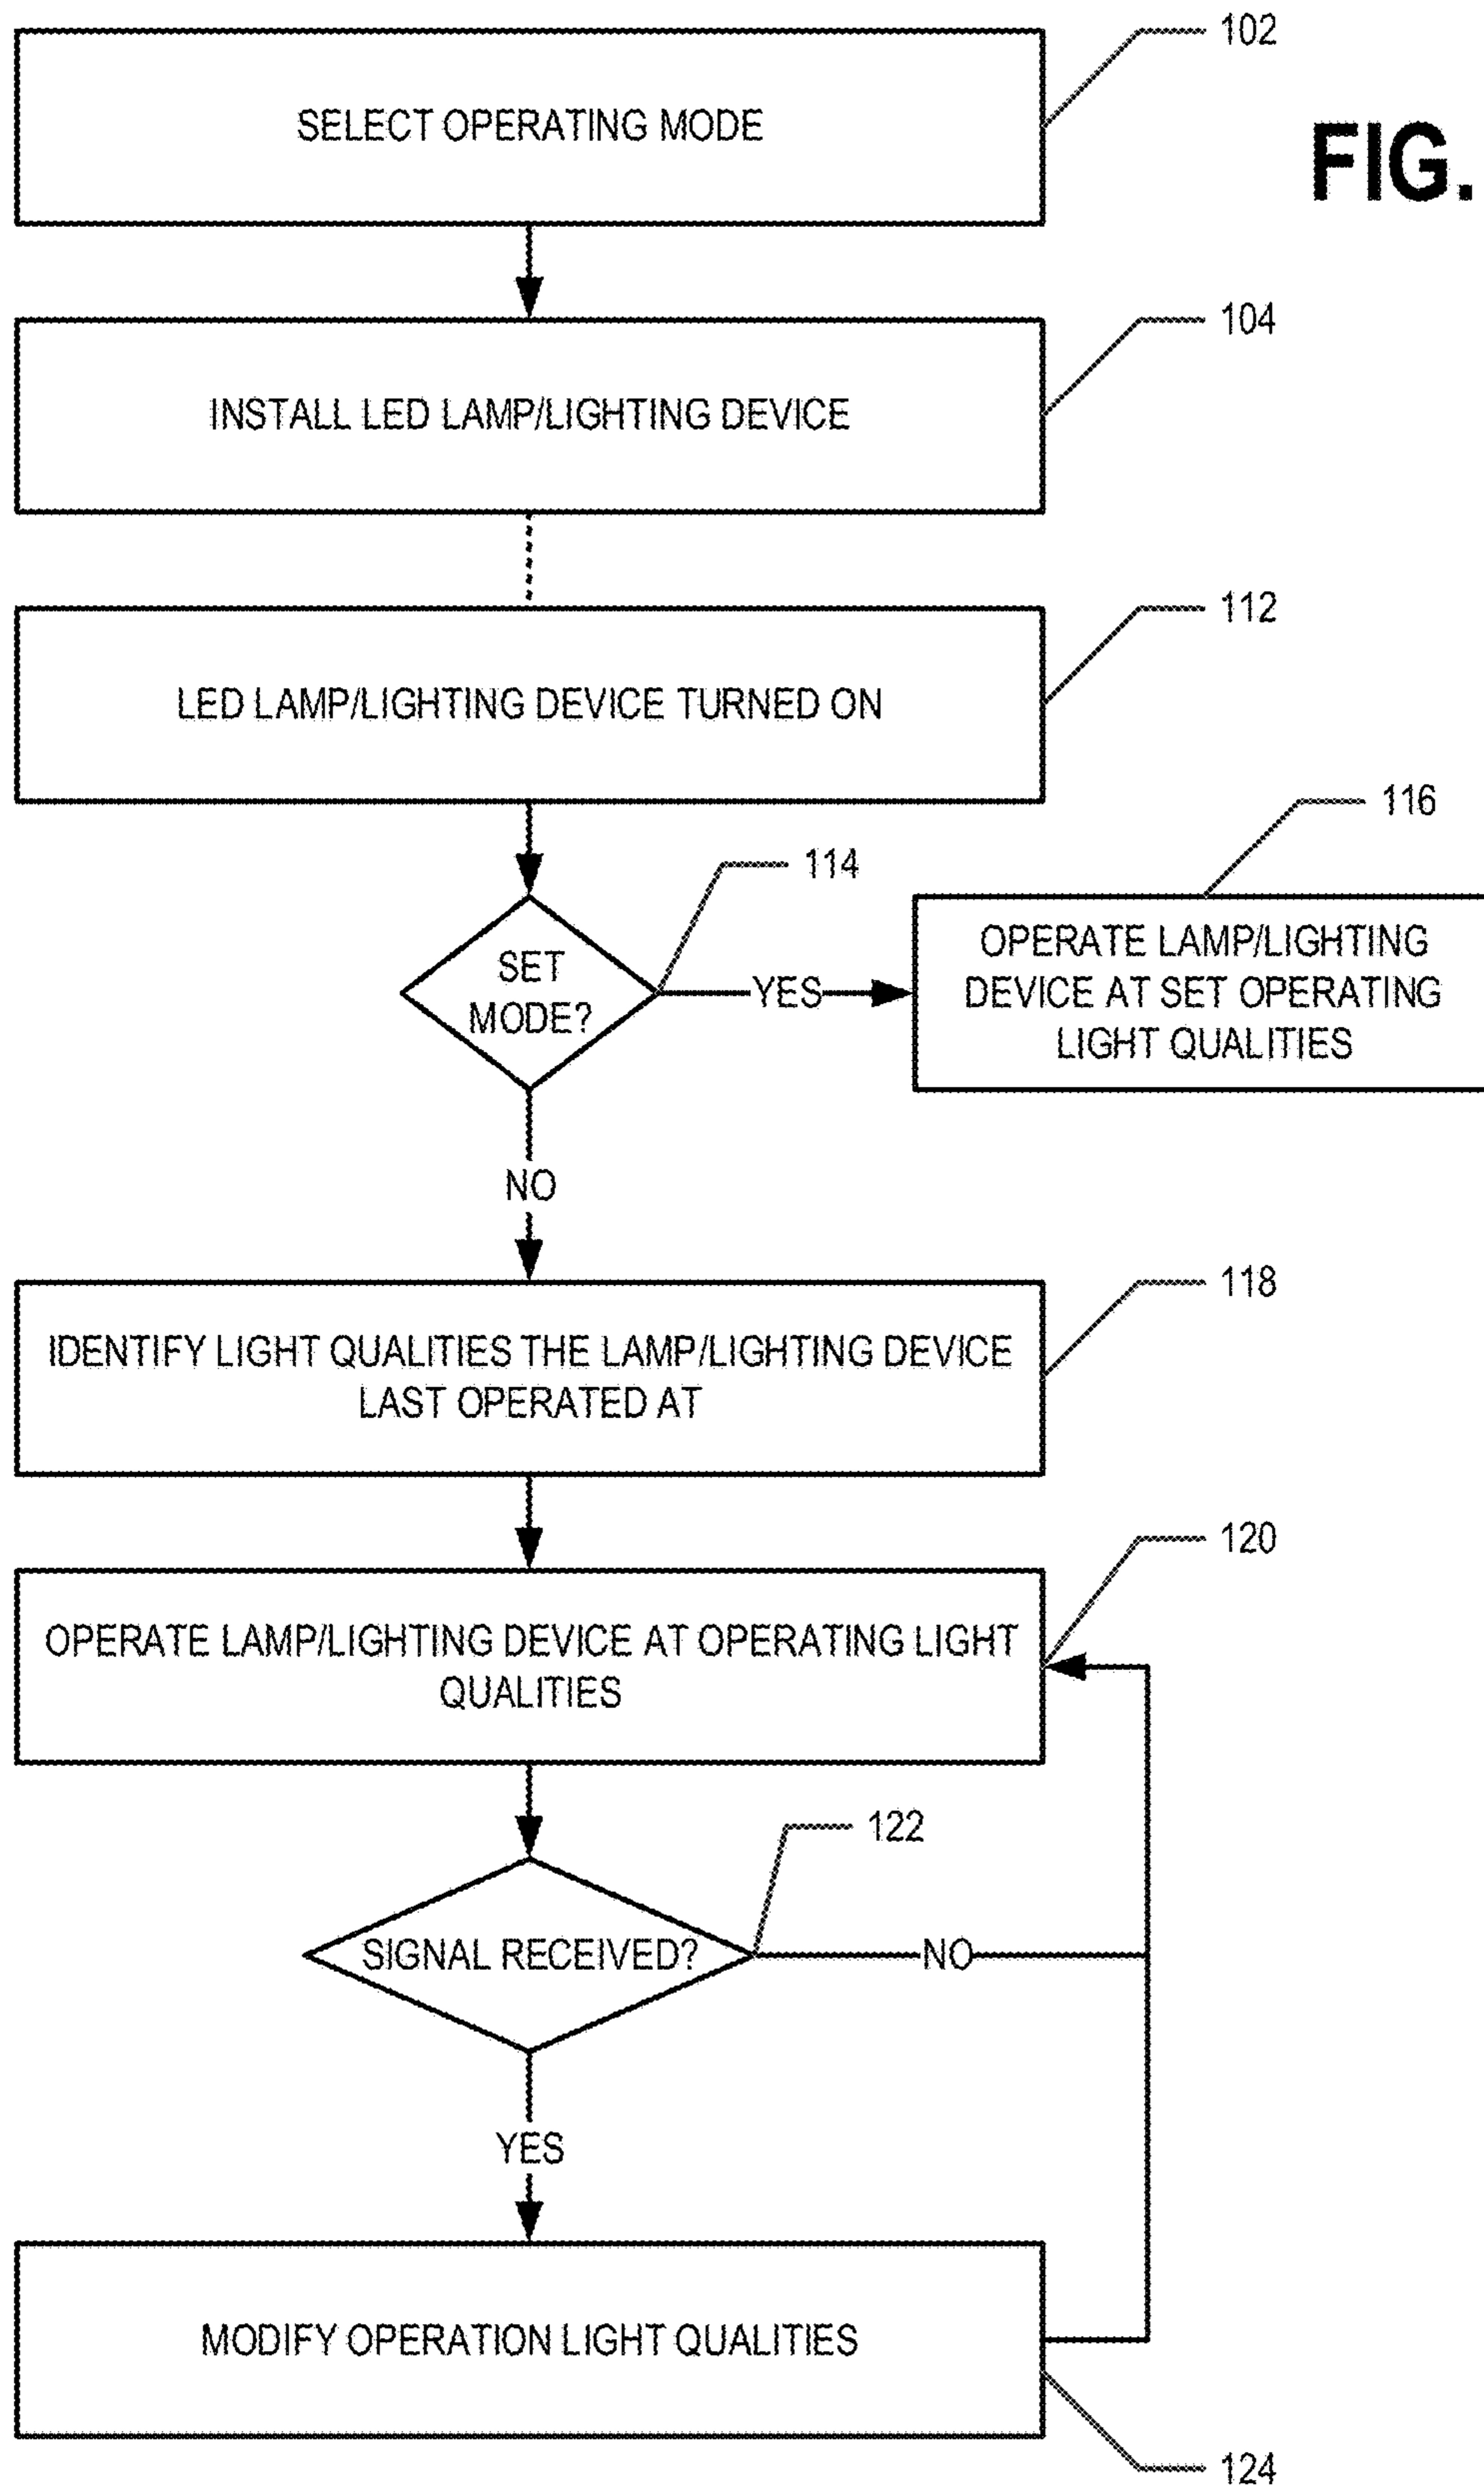 102
SELECT OPERATING MODE
FIG.
104
INSTALL LED LAMP/LIGHTING DEVICE
112
LED LAMP/LIGHTING DEVICE TURNED ON
116
114
SET
MODE?
YES
OPERATE LAMP/LIGHTING
DEVICE AT SET OPERATING
LIGHT QUALITIES
NO
118
IDENTIFY LIGHT QUALITIES THE LAMP/LIGHTING DEVICE
LAST OPERATED AT
120
OPERATE LAMP/LIGHTING DEVICE AT OPERATING LIGHT
QUALITIES
122
SIGNAL RECEIVED?
NO
YES
MODIFY OPERATION LIGHT QUALITIES
124